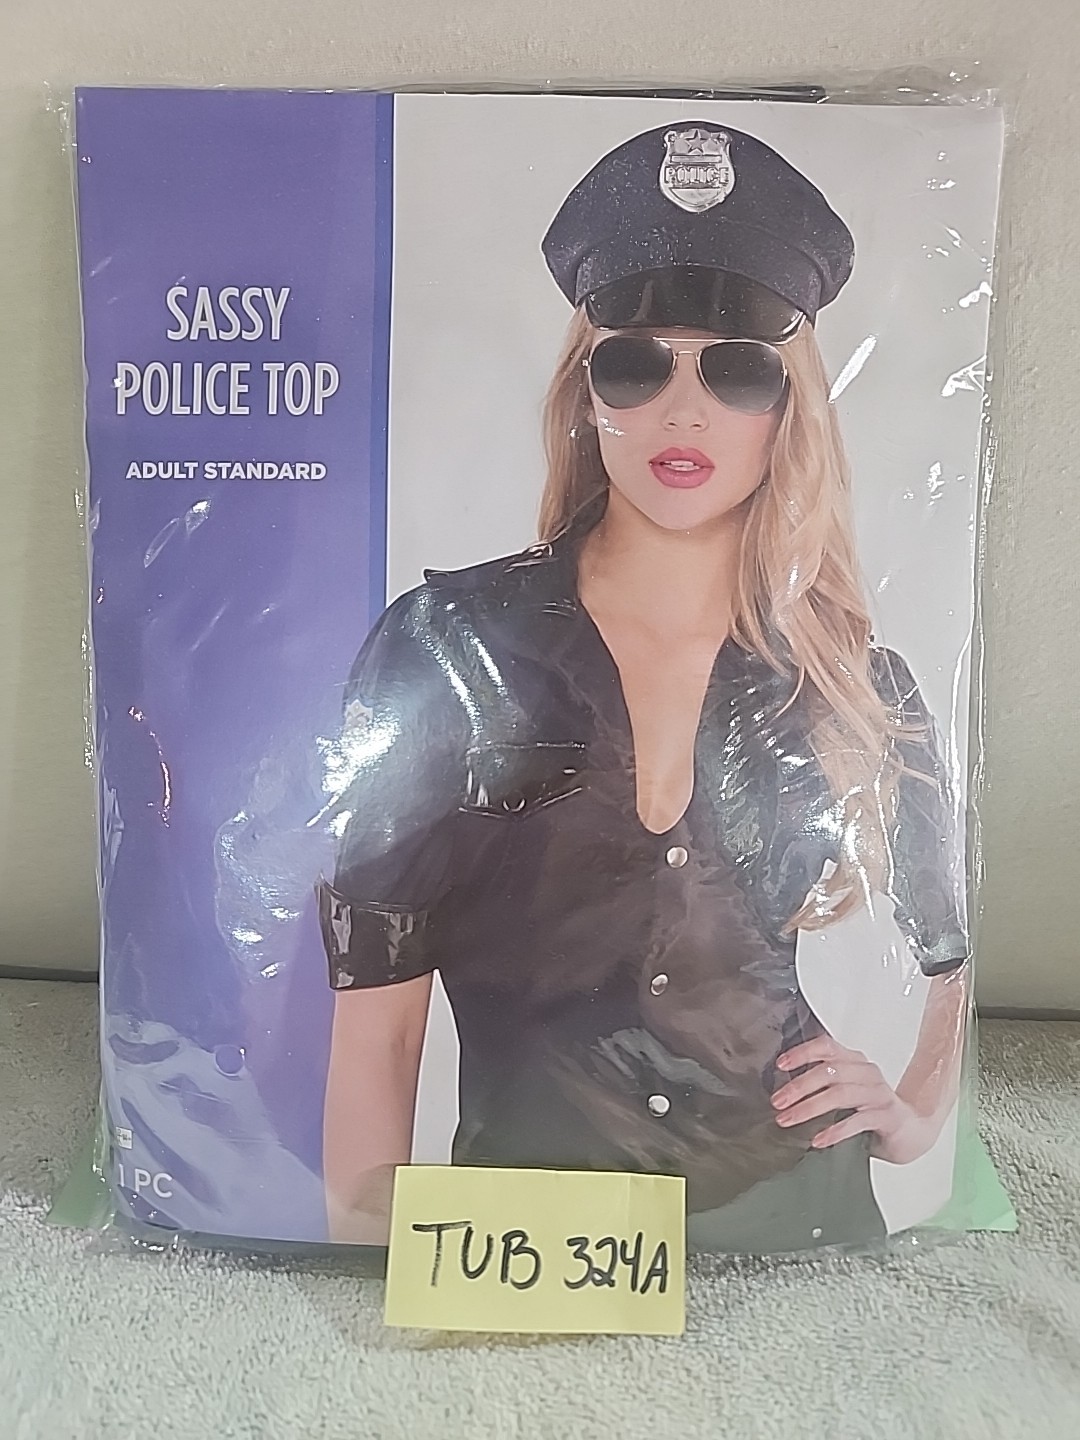 POLICE
SASSY
POLICE TOP
ADULT STANDARD
1 PC
TUB 324A